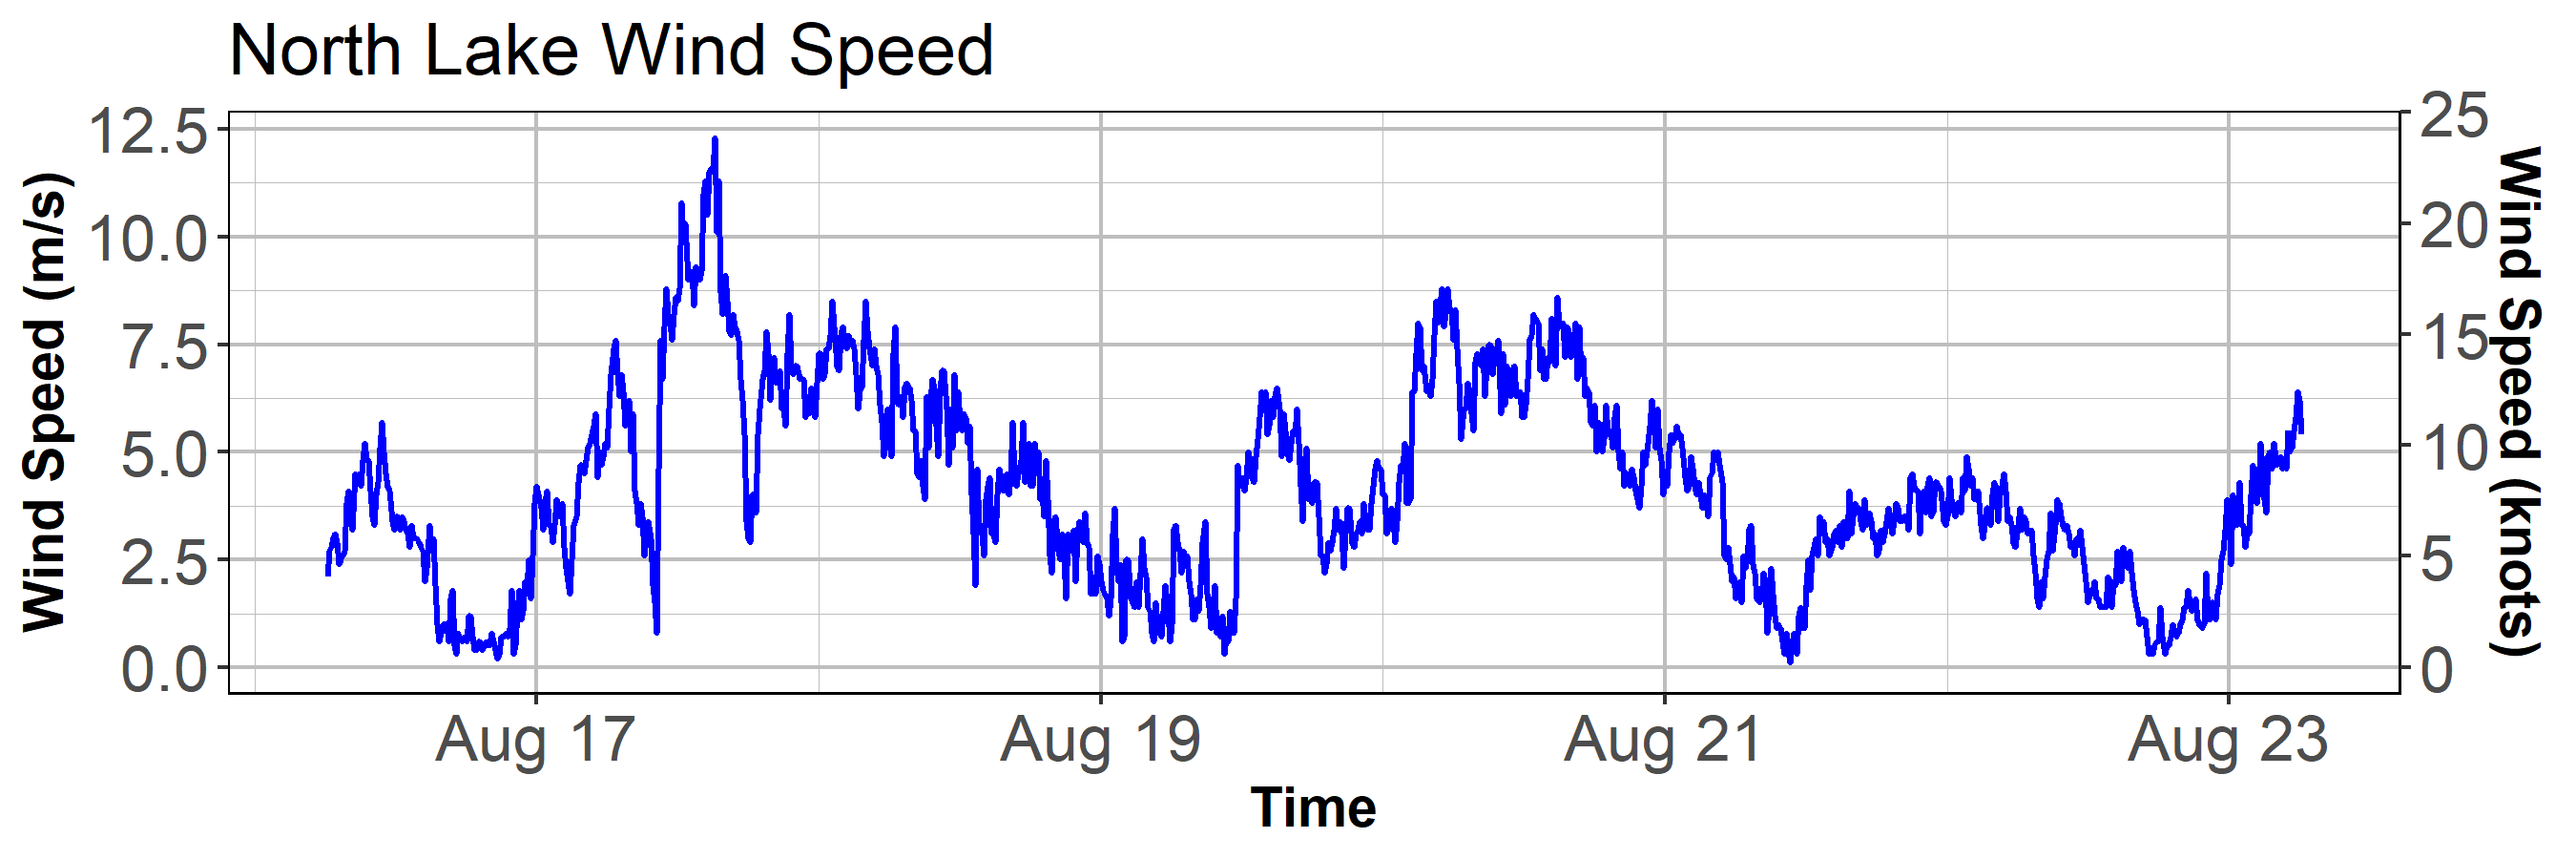 North Lake Wind Speed
Wind Speed (m/s)
12.5
10.0
7.5
5.0
2.5
0.0
25
20
15
10
5
0
Wind Speed (knots)
Aug 17 Aug 19 Aug 21 Aug 23
Time